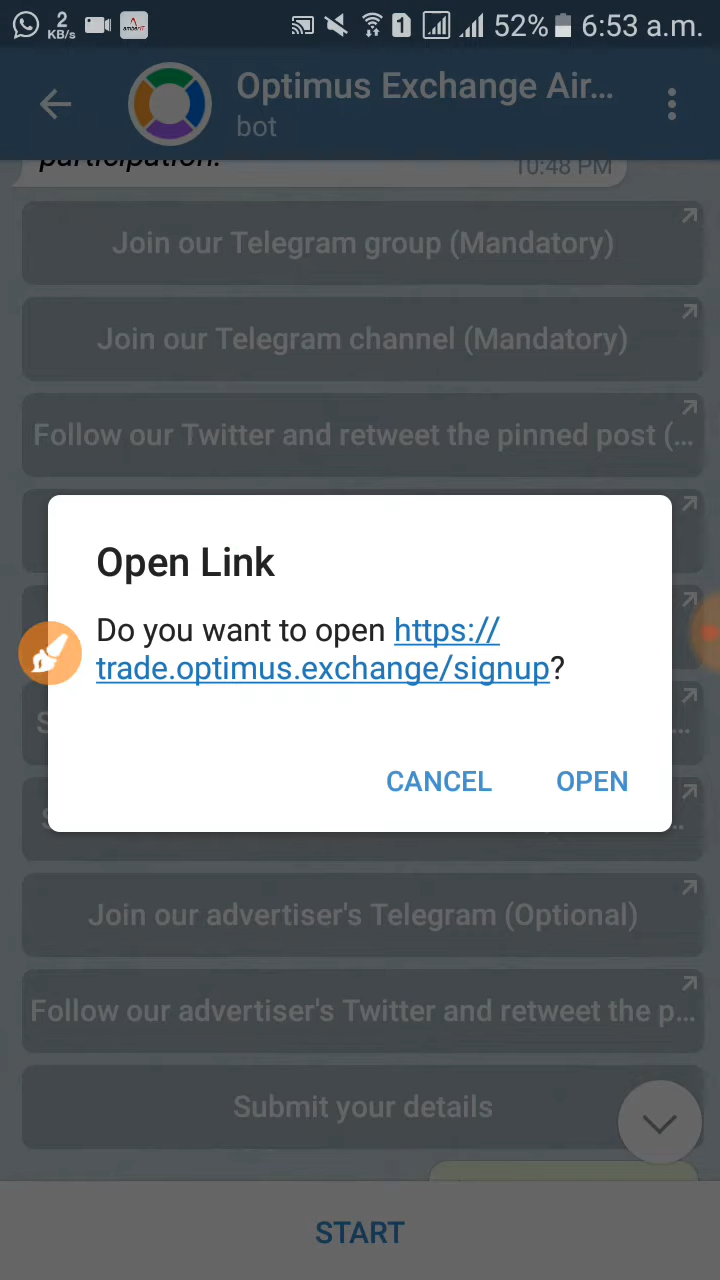 2
KB/s
1
52%
6:53 a.m.
Optimus Exchange Air...
bot
participation.
10:48 PM
Join our Telegram group (Mandatory)
Join our Telegram channel (Mandatory)
Follow our Twitter and retweet the pinned post (...
Open Link
Do you want to open https://
trade.optimus.exchange/signup?
S
...
S
..
CANCEL
OPEN
Join our advertiser's Telegram (Optional)
Follow our advertiser's Twitter and retweet the p...
Submit your details
START